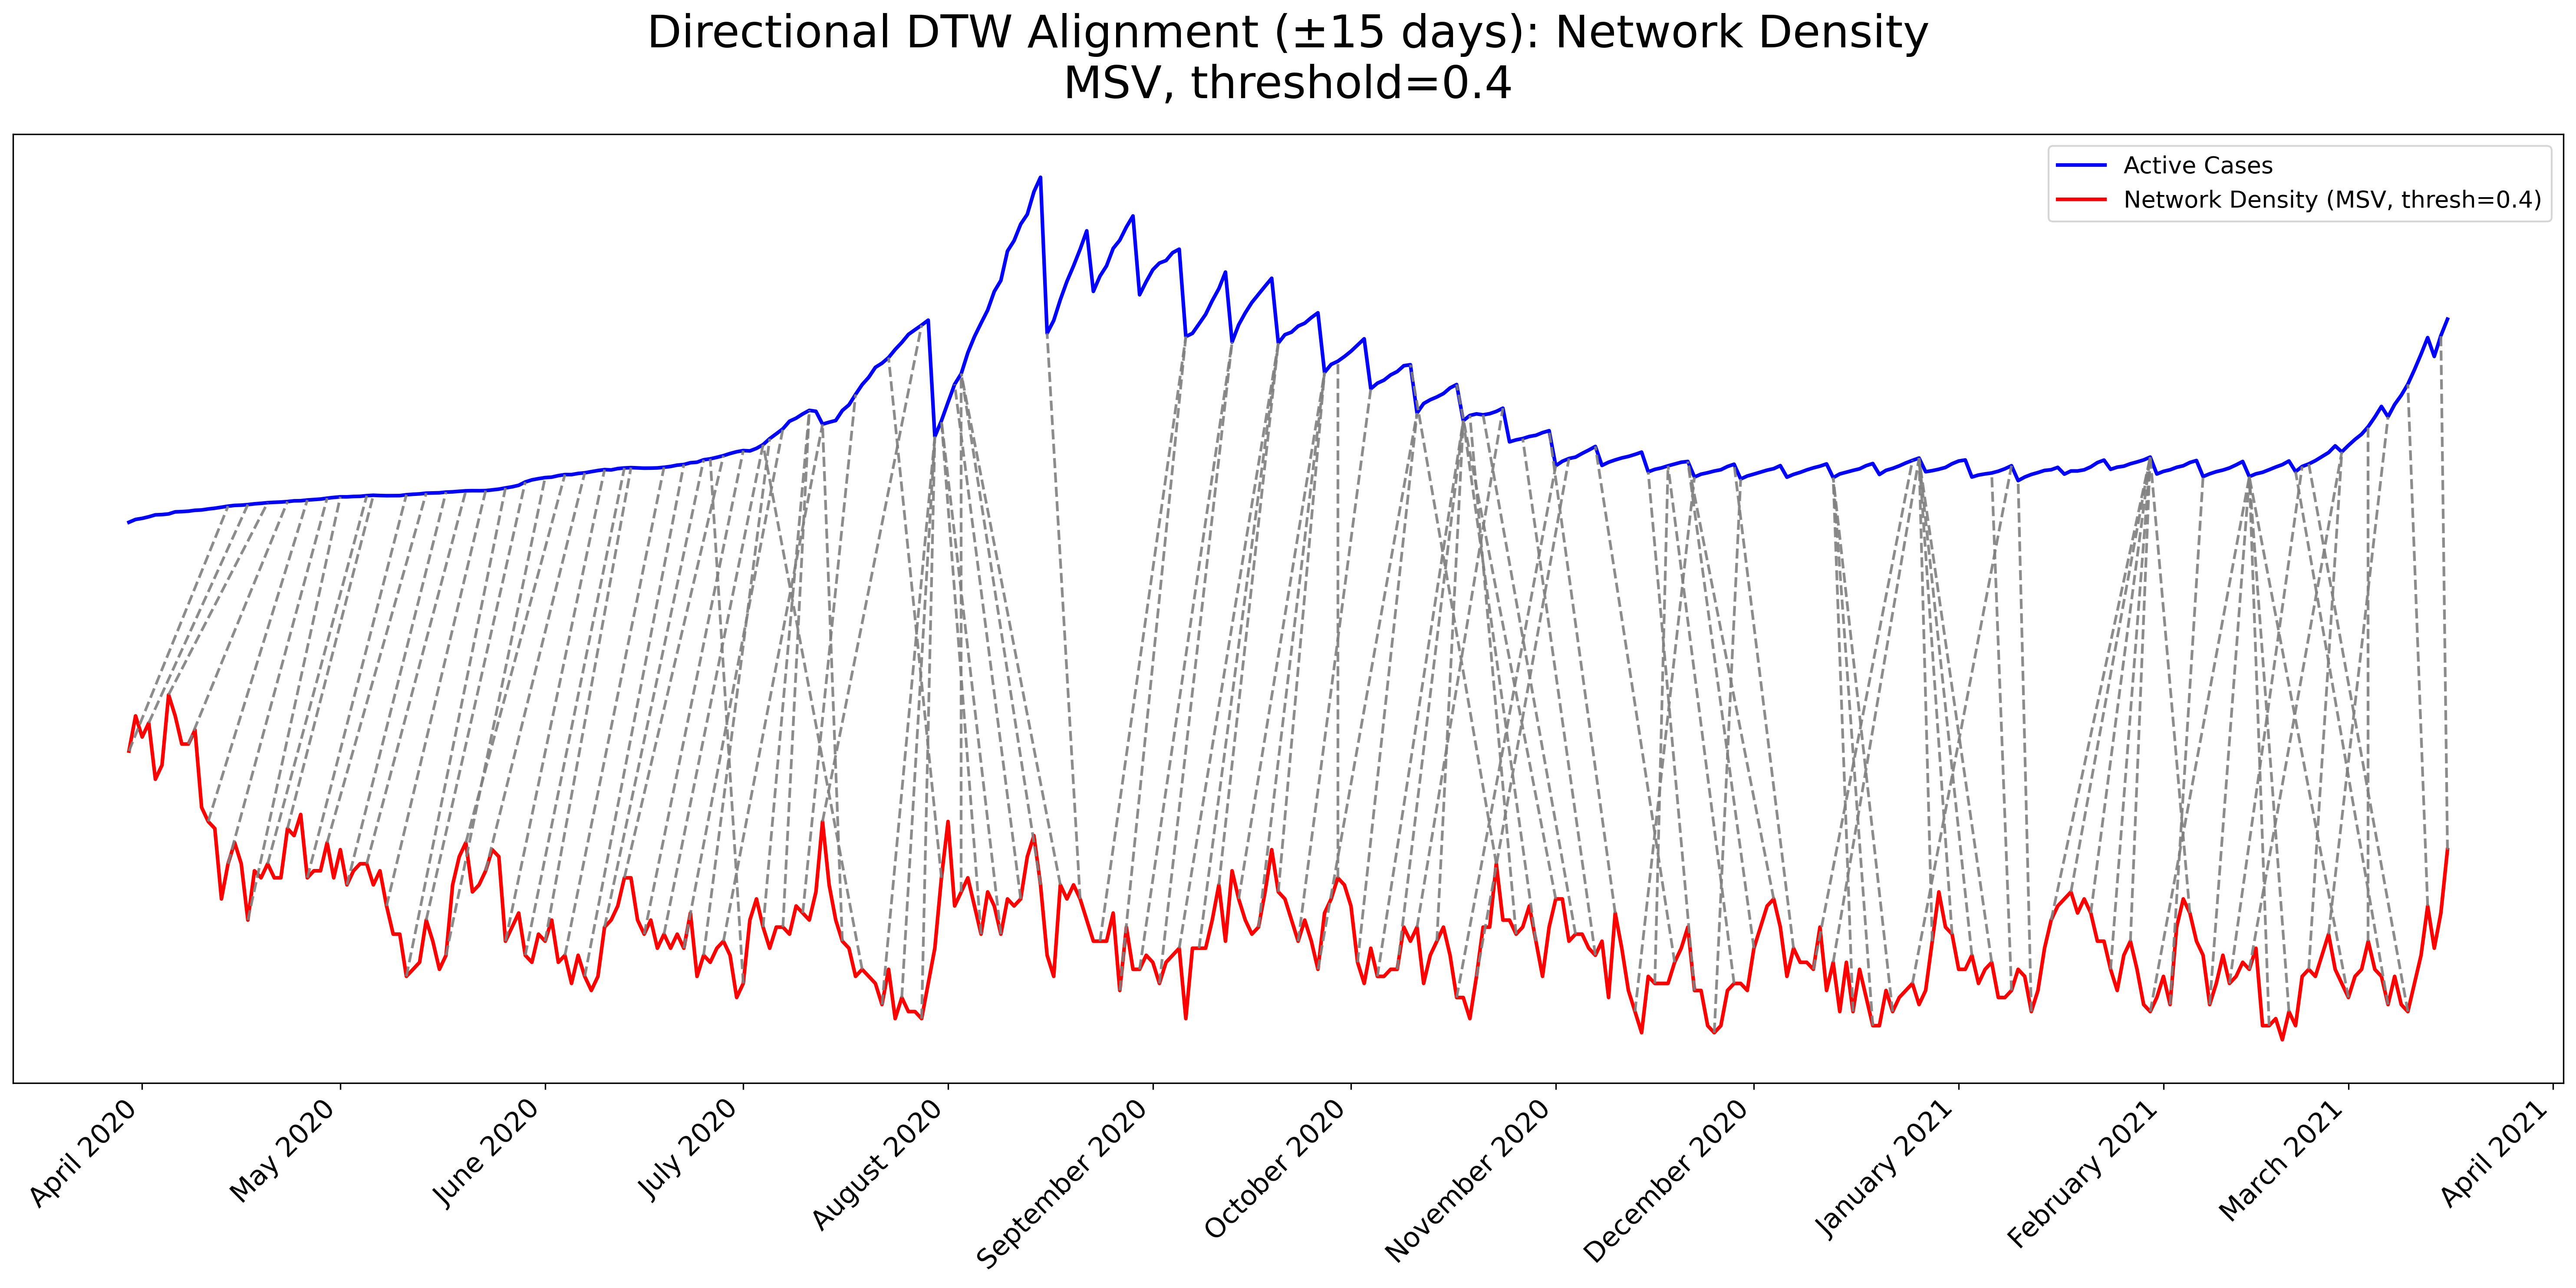 Directional DTW Alignment (±15 days): Network Density
MSV, threshold=0.4
Active Cases
Network Density (MSV, thresh=0.4)
April 2020
May 2020
June 2020
July 2020
August 2020
September 2020
October 2020
November 2020
December 2020
January 2021
February 2021
March 2021
April 2021